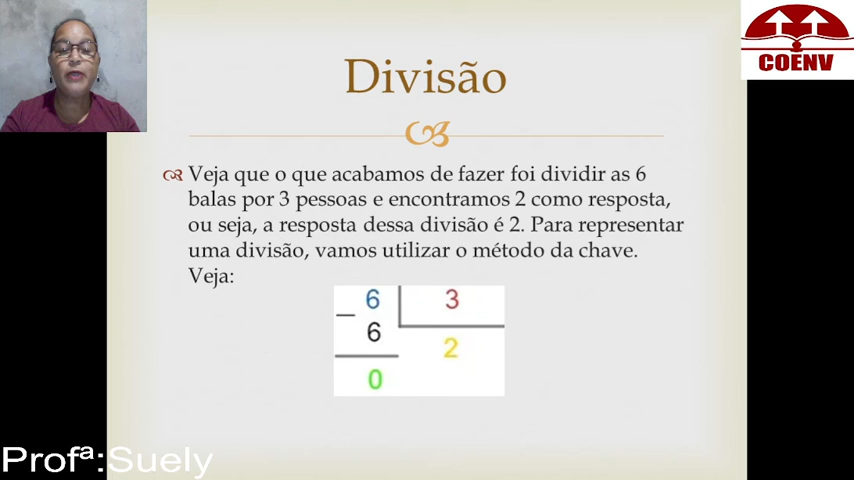 COENV
Divisão
Veja que o que acabamos de fazer foi dividir as 6
balas por 3 pessoas e encontramos 2 como resposta,
ou seja, a resposta dessa divisão é 2. Para representar
uma divisão, vamos utilizar o método da chave.
Veja:
6 3
_ 6 2
0
Profª:Suely